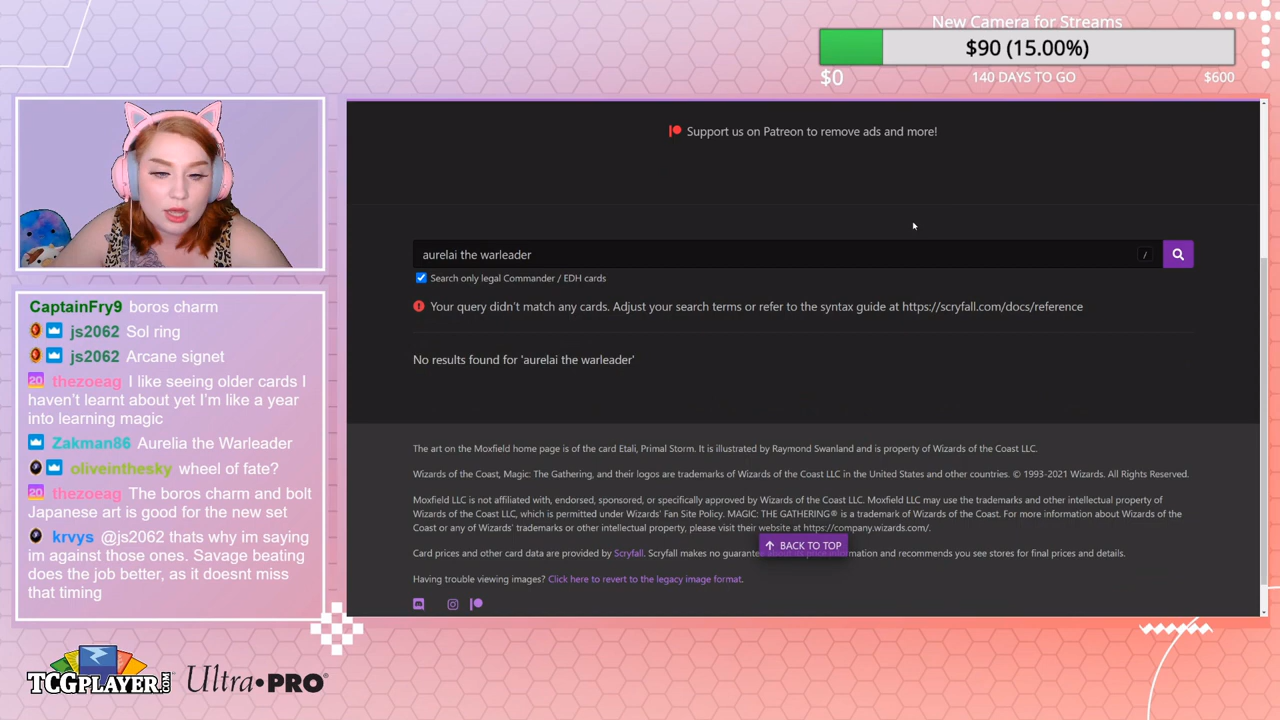 New Camera for Streams
$90 (15.00%)
$0
140 DAYS TO GO
$600
Support us on Patreon to remove ads and more!
aurelai the warleader
/
Search only legal Commander / EDH cards
Your query didn't match any cards. Adjust your search terms or refer to the syntax guide at https://scryfall.com/docs/reference
No results found for 'aurelai the warleader'
The art on the Moxfield home page is of the card Etali, Primal Storm. It is illustrated by Raymond Swanland and is property of Wizards of the Coast LLC.
Wizards of the Coast, Magic: The Gathering, and their logos are trademarks of Wizards of the Coast LLC in the United States and other countries. © 1993-2021 Wizards. All Rights Reserved.
Moxfield LLC is not affiliated with, endorsed, sponsored, or specifically approved by Wizards of the Coast LLC. Moxfield LLC may use the trademarks and other intellectual property of
Wizards of the Coast LLC, which is permitted under Wizards' Fan Site Policy. MAGIC: THE GATHERING® is a trademark of Wizards of the Coast. For more information about Wizards of the
Coast or any of Wizards' trademarks or other intellectual property, please visit their website at https://company.wizards.com/.
BACK TO TOP
Card prices and other card data are provided by Scryfall. Scryfall makes no guarantee information and recommends you see stores for final prices and details.
Having trouble viewing images? Click here to revert to the legacy image format.
CaptainFry9 boros charm
js2062 Sol ring
js2062 Arcane signet
20 thezoeag I like seeing older cards I
haven't learnt about yet I'm like a year
into learning magic
Zakman86 Aurelia the Warleader
oliveinthesky wheel of fate?
20 thezoeag The boros charm and bolt
Japanese art is good for the new set
krvys @js2062 thats why im saying
im against those ones. Savage beating
does the job better, as it doesnt miss
that timing
TCGPLAYER.COM
Ultra•PRO